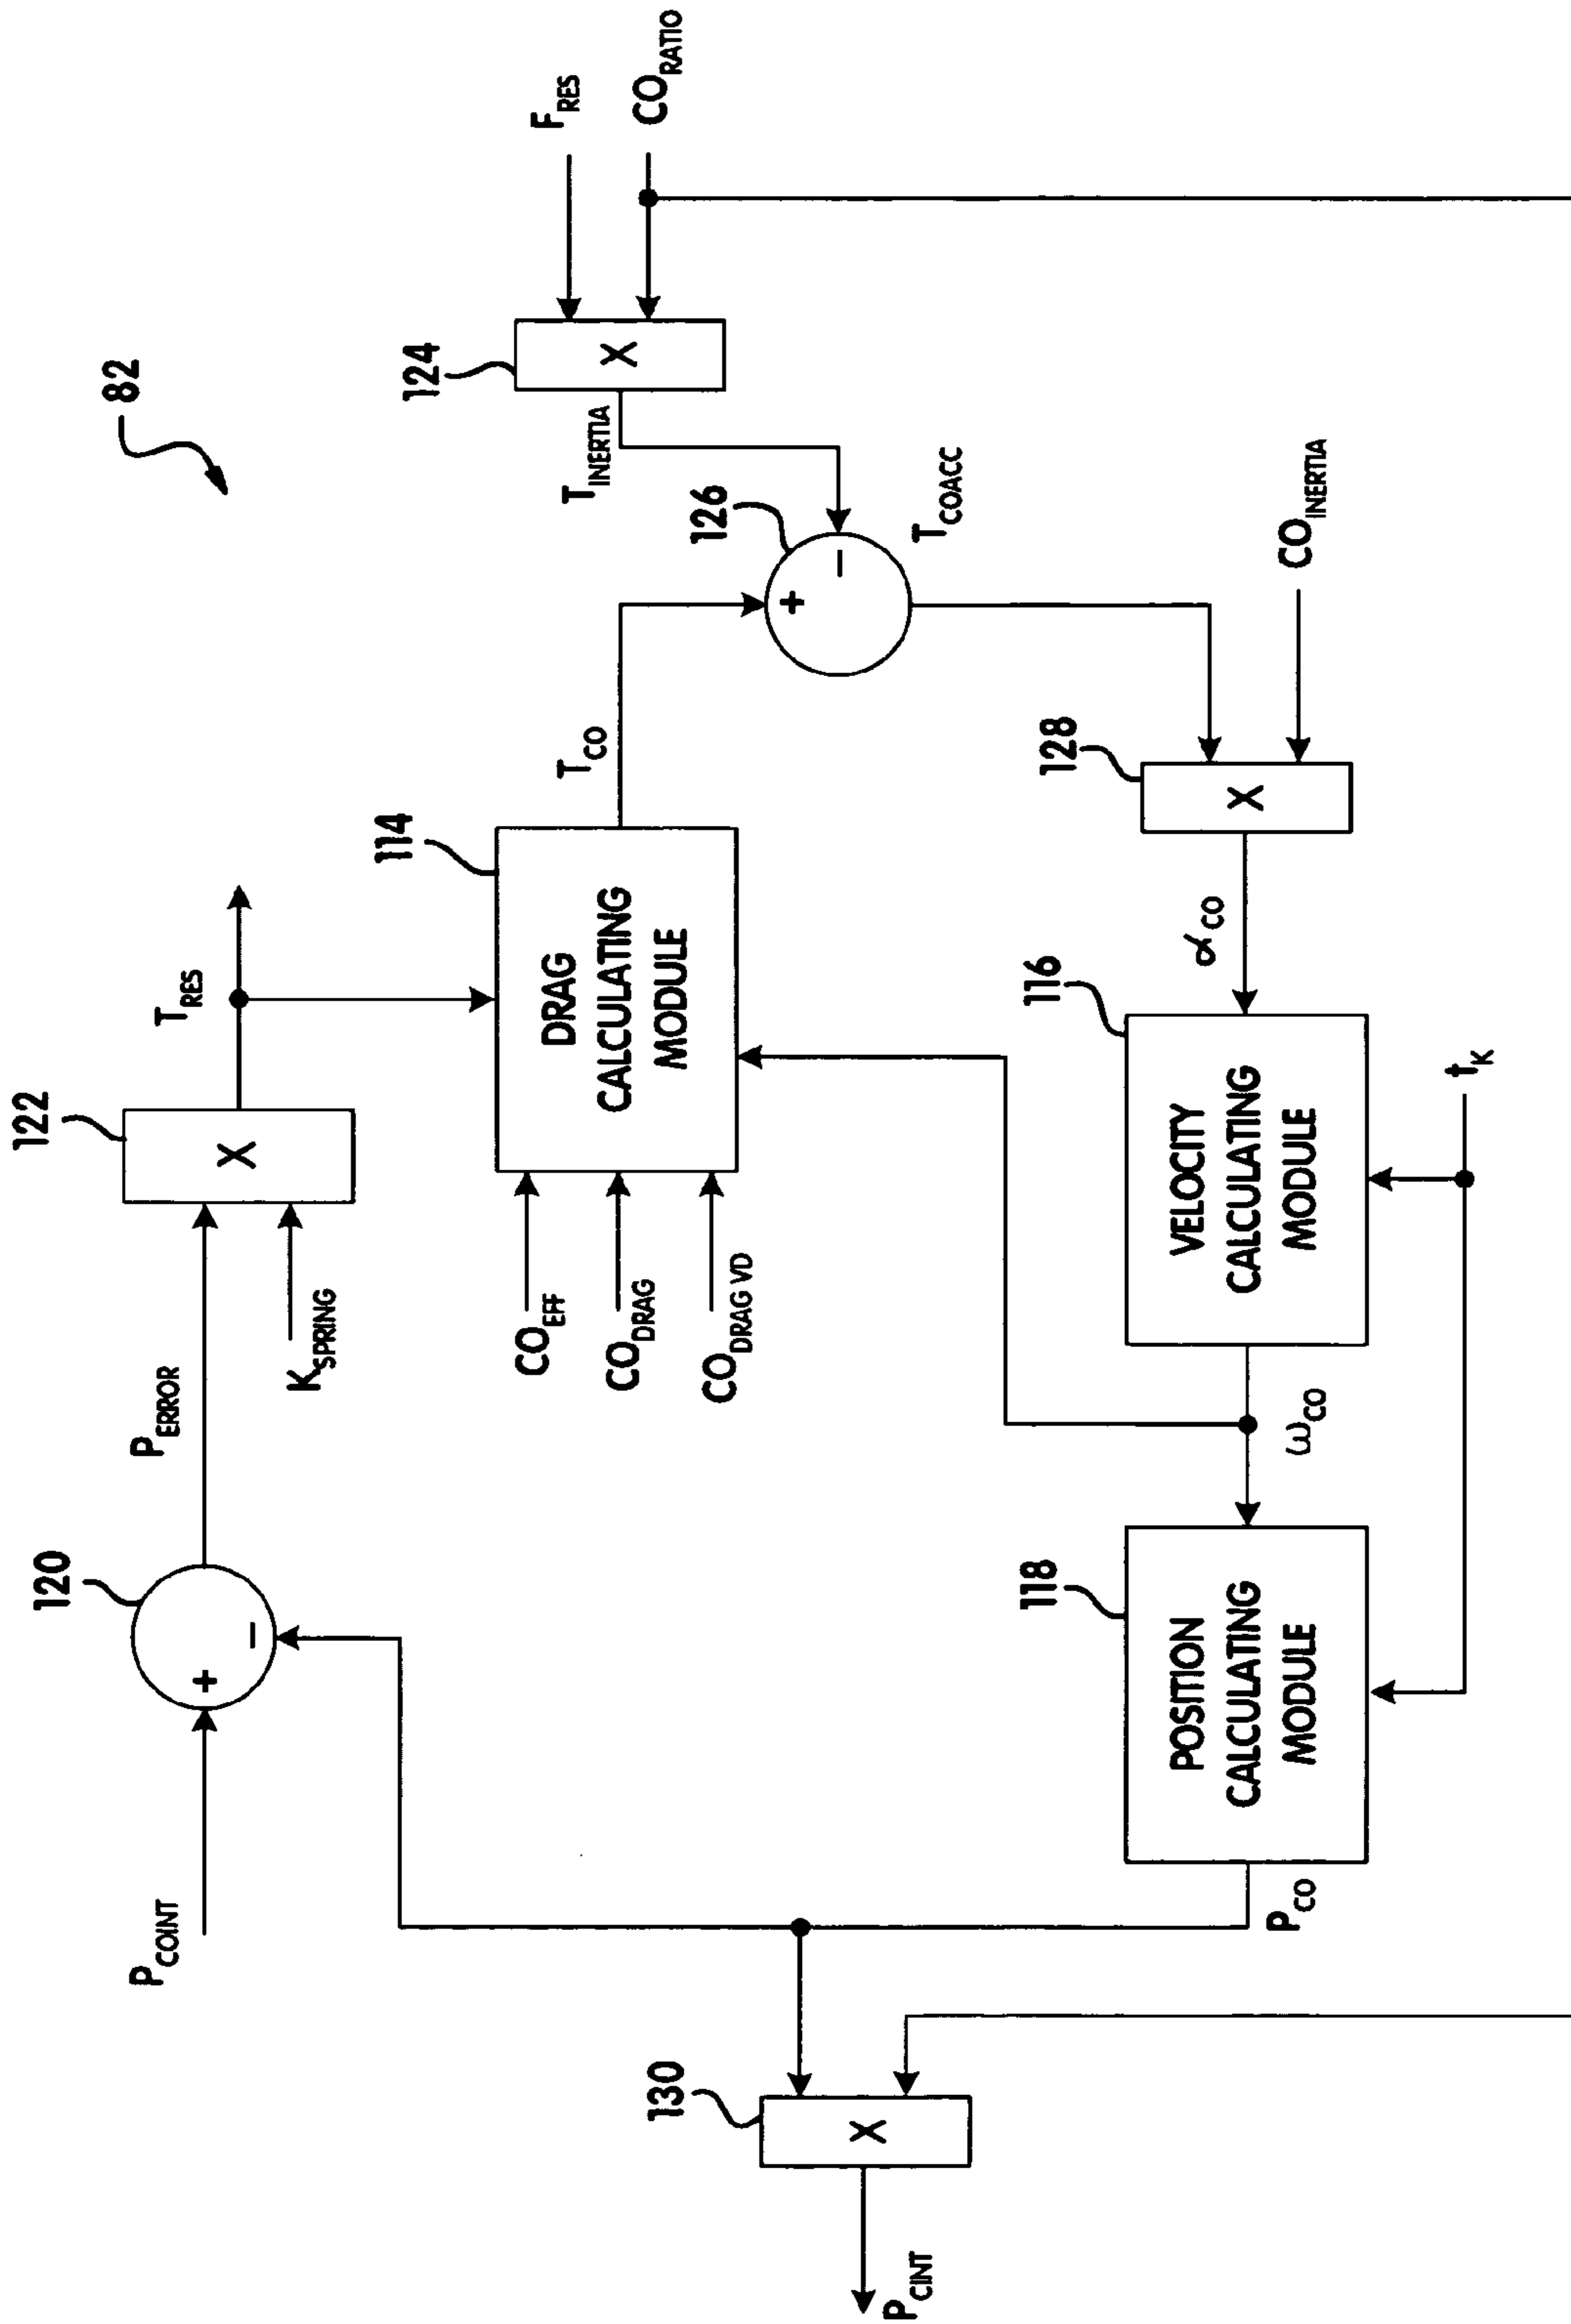 82
122
120
P_COINT
+
−
P_ERROR
K_SPRING
X
T_RES
114
DRAG
CALCULATING
MODULE
CO_EFF
CO_DRAG
CO_DRAG VD
T_CO
124
X
F_RES
CO_RATIO
T_INERTIA
126
+
−
T_COACC
128
X
CO_INERTIA
α_CO
116
VELOCITY
CALCULATING
MODULE
t_K
ω_CO
118
POSITION
CALCULATING
MODULE
P_CO
130
X
P_CINT